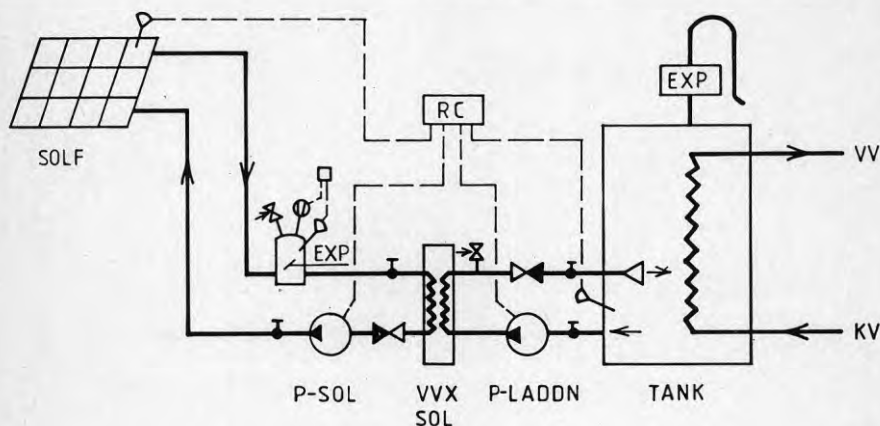 EXP
RC
SOLF
VV
EXP
KV
P-SOL
VVX
SOL
P-LADDN
TANK